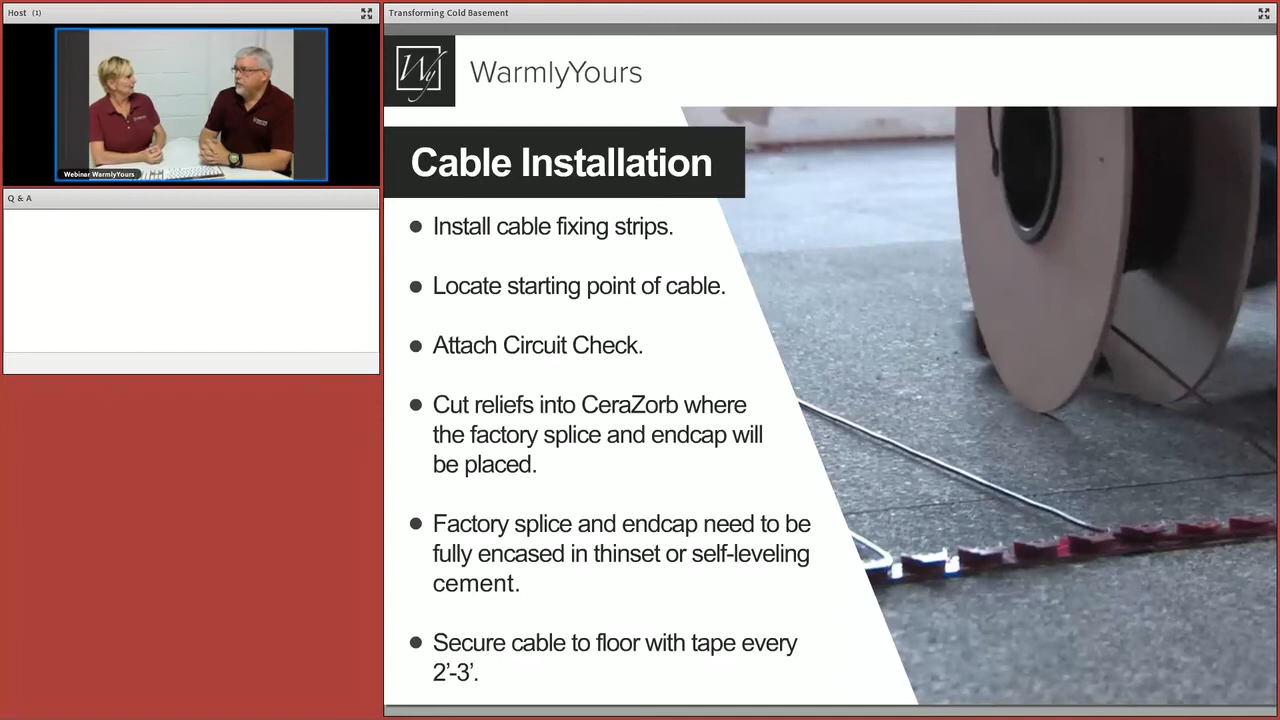 Host (1)
Webinar WarmlyYours
Q & A
Transforming Cold Basement
Wy
WarmlyYours
Cable Installation
● Install cable fixing strips.
● Locate starting point of cable.
● Attach Circuit Check.
● Cut reliefs into CeraZorb where
the factory splice and endcap will
be placed.
● Factory splice and endcap need to be
fully encased in thinset or self-leveling
cement.
● Secure cable to floor with tape every
2’-3’.